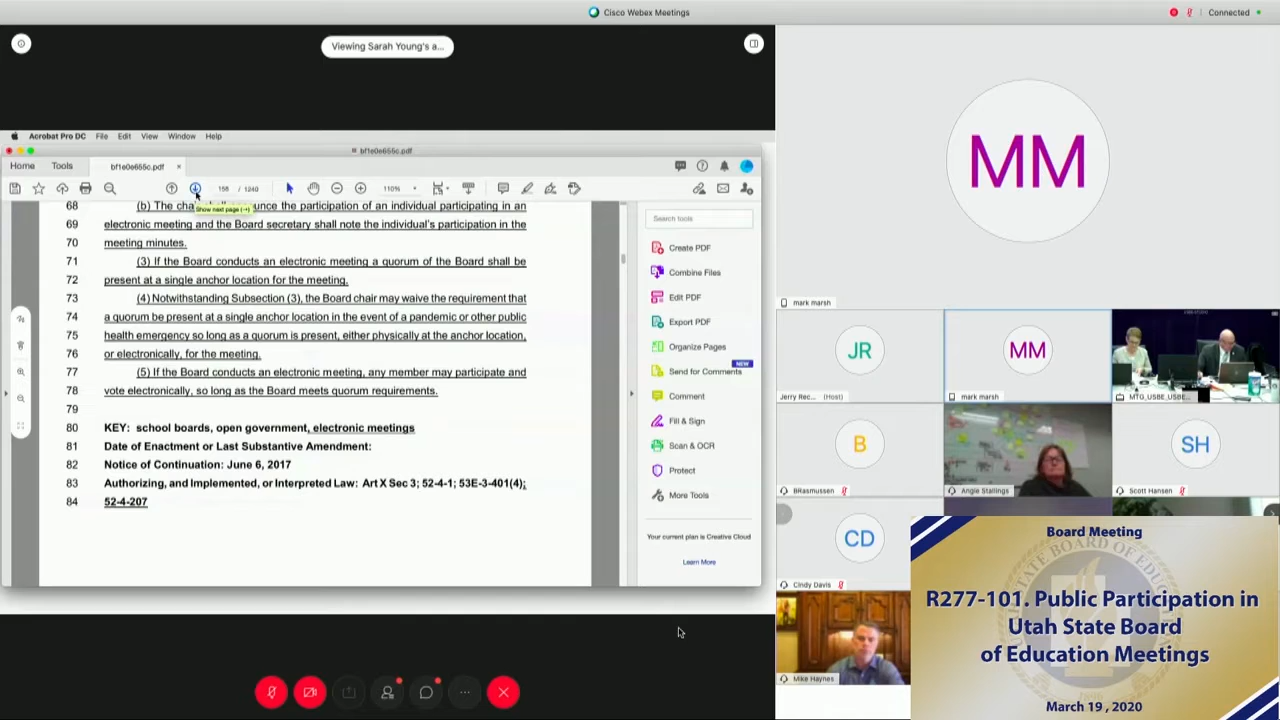 Cisco Webex Meetings
Connected
Viewing Sarah Young's a...
Acrobat Pro DC File Edit View Window Help
bf1e0e655c.pdf
Home Tools bf1e0e655c.pdf
158 / 1240 110%
Show next page (→)
68 (b) The chair shall announce the participation of an individual participating in an
69 electronic meeting and the Board secretary shall note the individual's participation in the
70 meeting minutes.
71 (3) If the Board conducts an electronic meeting a quorum of the Board shall be
72 present at a single anchor location for the meeting.
73 (4) Notwithstanding Subsection (3), the Board chair may waive the requirement that
74 a quorum be present at a single anchor location in the event of a pandemic or other public
75 health emergency so long as a quorum is present, either physically at the anchor location,
76 or electronically, for the meeting.
77 (5) If the Board conducts an electronic meeting, any member may participate and
78 vote electronically, so long as the Board meets quorum requirements.
79
80 KEY: school boards, open government, electronic meetings
81 Date of Enactment or Last Substantive Amendment:
82 Notice of Continuation: June 6, 2017
83 Authorizing, and Implemented, or Interpreted Law: Art X Sec 3; 52-4-1; 53E-3-401(4);
84 52-4-207
Search tools
Create PDF
Combine Files
Edit PDF
Export PDF
Organize Pages
NEW
Send for Comments
Comment
Fill & Sign
Scan & OCR
Protect
More Tools
Your current plan is Creative Cloud
Learn More
MM
mark marsh
JR
Jerry Rec... (Host)
MM
mark marsh
MTG_USBE_USBE...
B
BRasmussen
Angie Stallings
SH
Scott Hansen
CD
Cindy Davis
Mike Haynes
Board Meeting
R277-101. Public Participation in
Utah State Board
of Education Meetings
March 19, 2020